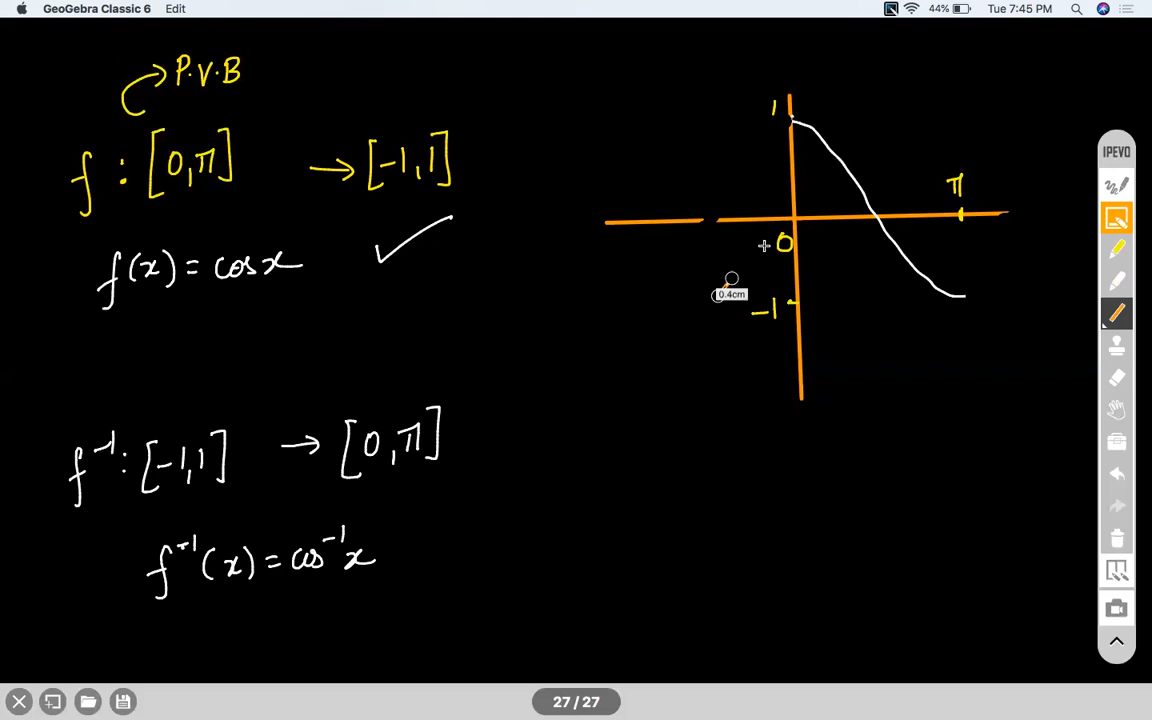 GeoGebra Classic 6 Edit 44% Tue 7:45 PM
P.V.B
f : [0, π] → [-1, 1]
f(x) = cos x
f⁻¹ : [-1, 1] → [0, π]
f⁻¹(x) = cos⁻¹x
1
π
0
0.4cm
-1
IPEVO
27 / 27